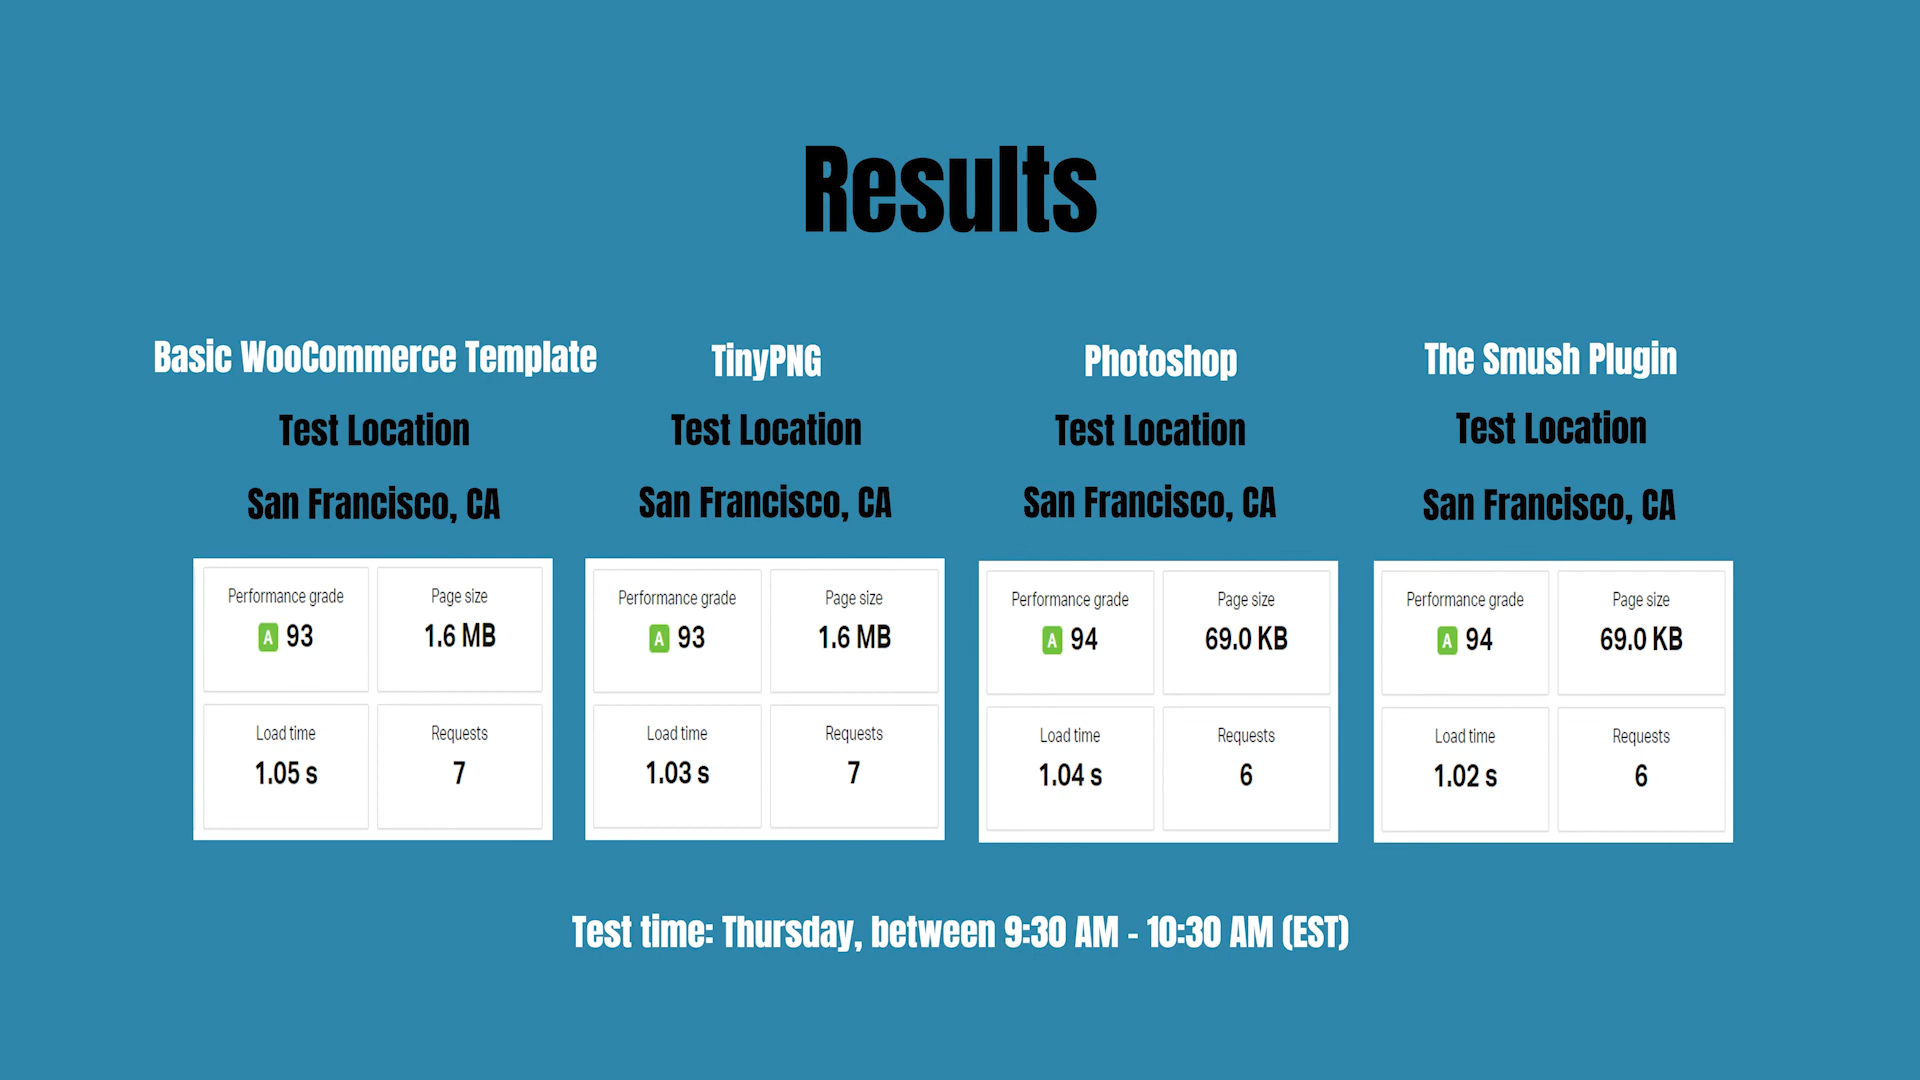 Results
Basic WooCommerce Template
Test Location
San Francisco, CA
Performance grade
A 93
Page size
1.6 MB
Load time
1.05 s
Requests
7
TinyPNG
Test Location
San Francisco, CA
Performance grade
A 93
Page size
1.6 MB
Load time
1.03 s
Requests
7
Photoshop
Test Location
San Francisco, CA
Performance grade
A 94
Page size
69.0 KB
Load time
1.04 s
Requests
6
The Smush Plugin
Test Location
San Francisco, CA
Performance grade
A 94
Page size
69.0 KB
Load time
1.02 s
Requests
6
Test time: Thursday, between 9:30 AM - 10:30 AM (EST)